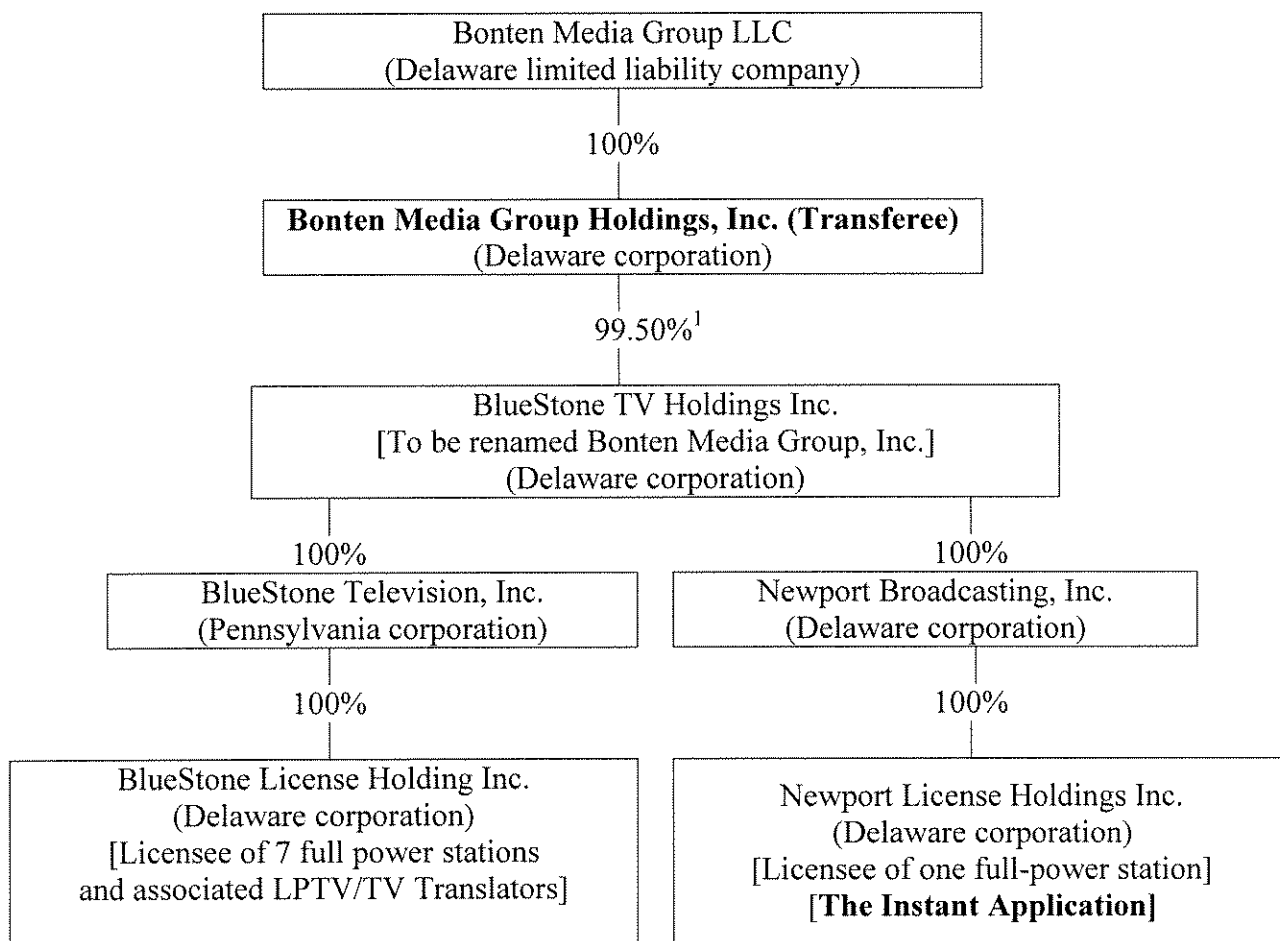 Bonten Media Group LLC
(Delaware limited liability company)
100%
Bonten Media Group Holdings, Inc. (Transferee)
(Delaware corporation)
99.50%1
BlueStone TV Holdings Inc.
[To be renamed Bonten Media Group, Inc.]
(Delaware corporation)
100%
100%
BlueStone Television, Inc.
(Pennsylvania corporation)
Newport Broadcasting, Inc.
(Delaware corporation)
100%
100%
BlueStone License Holding Inc.
(Delaware corporation)
[Licensee of 7 full power stations
and associated LPTV/TV Translators]
Newport License Holdings Inc.
(Delaware corporation)
[Licensee of one full-power station]
[The Instant Application]